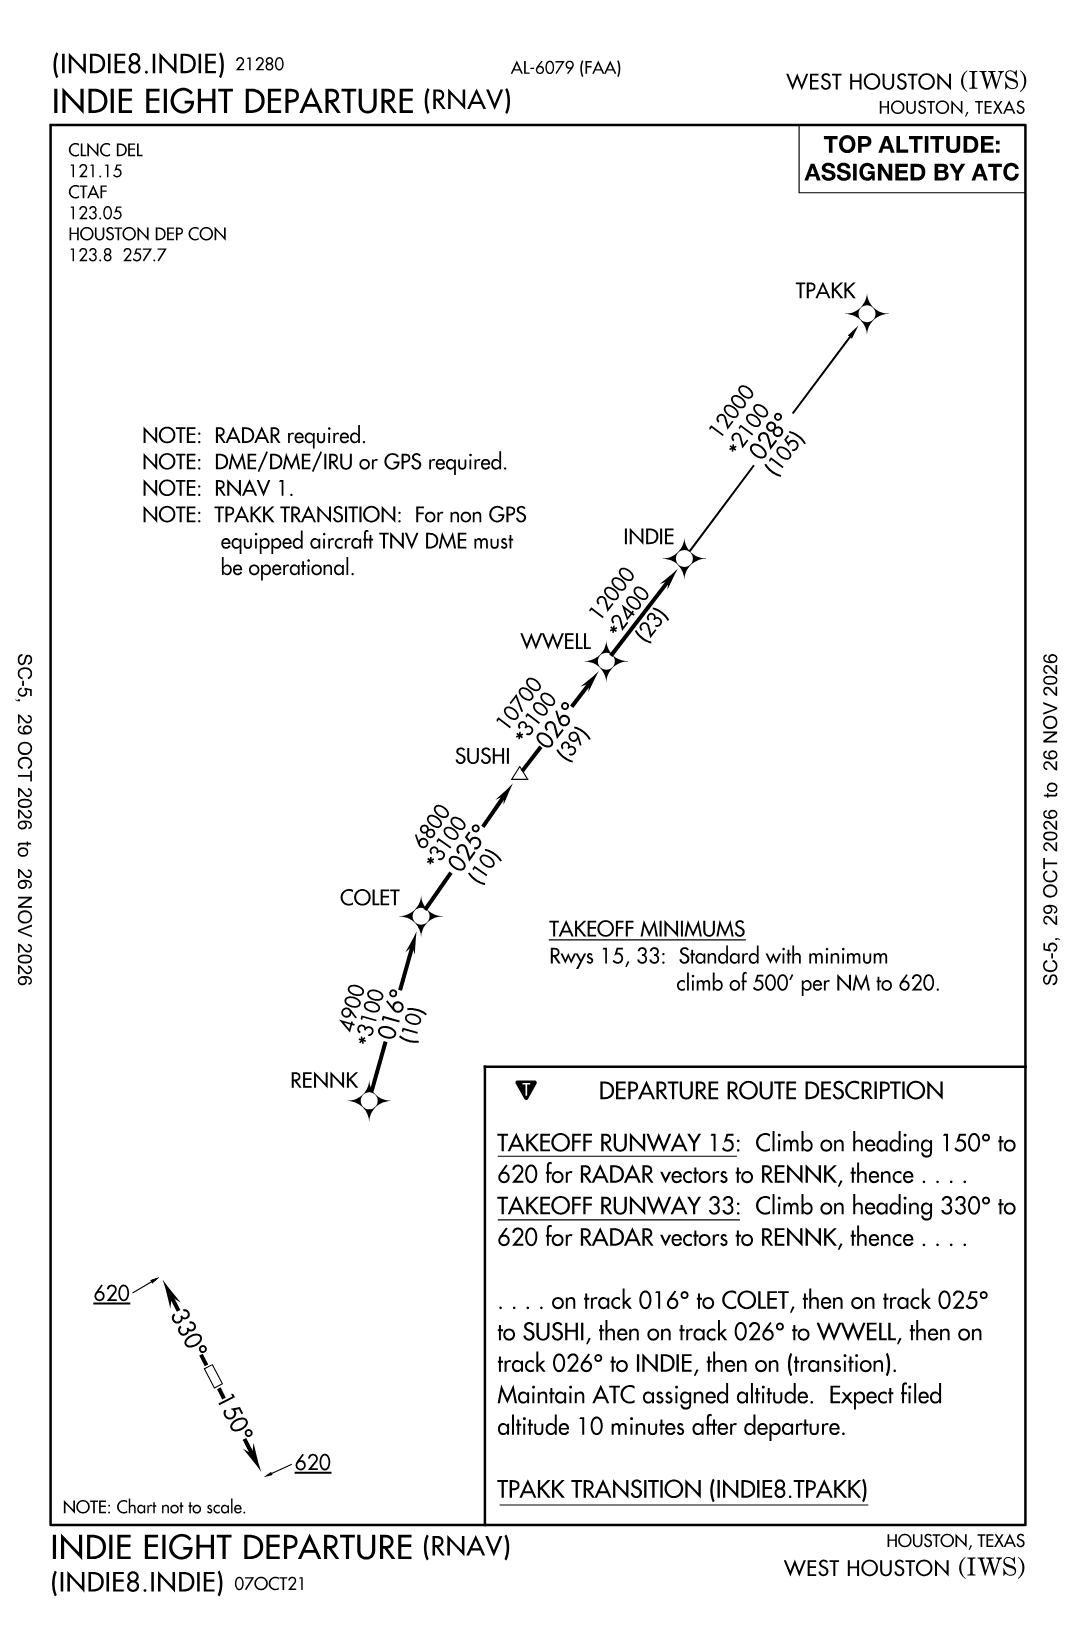 (INDIE8.INDIE) 21280
AL-6079 (FAA)
INDIE EIGHT DEPARTURE (RNAV)
WEST HOUSTON (IWS)
HOUSTON, TEXAS
CLNC DEL
121.15
CTAF
123.05
HOUSTON DEP CON
123.8 257.7
TOP ALTITUDE:
ASSIGNED BY ATC
TPAKK
12000
*2100
028°
(105)
NOTE: RADAR required.
NOTE: DME/DME/IRU or GPS required.
NOTE: RNAV 1.
NOTE: TPAKK TRANSITION: For non GPS
equipped aircraft TNV DME must
be operational.
INDIE
12000
*2400
(23)
WWELL
10700
*3100
026°
(39)
SUSHI
6800
*3100
025°
(10)
COLET
4900
*3100
016°
(10)
RENNK
TAKEOFF MINIMUMS
Rwys 15, 33: Standard with minimum
climb of 500' per NM to 620.
DEPARTURE ROUTE DESCRIPTION
T
TAKEOFF RUNWAY 15: Climb on heading 150° to
620 for RADAR vectors to RENNK, thence . . . .
TAKEOFF RUNWAY 33: Climb on heading 330° to
620 for RADAR vectors to RENNK, thence . . . .
. . . . on track 016° to COLET, then on track 025°
to SUSHI, then on track 026° to WWELL, then on
track 026° to INDIE, then on (transition).
Maintain ATC assigned altitude. Expect filed
altitude 10 minutes after departure.
TPAKK TRANSITION (INDIE8.TPAKK)
620
330°
150°
620
NOTE: Chart not to scale.
SC-5, 29 OCT 2026 to 26 NOV 2026
SC-5, 29 OCT 2026 to 26 NOV 2026
INDIE EIGHT DEPARTURE (RNAV)
(INDIE8.INDIE) 07OCT21
HOUSTON, TEXAS
WEST HOUSTON (IWS)